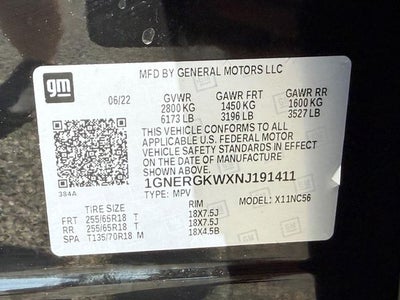 gm
MFD BY GENERAL MOTORS LLC
06/22 GVWR GAWR FRT GAWR RR
2800 KG 1450 KG 1600 KG
6173 LB 3196 LB 3527 LB
THIS VEHICLE CONFORMS TO ALL
APPLICABLE U.S. FEDERAL MOTOR
VEHICLE SAFETY STANDARDS IN EFFECT
ON THE DATE OF MANUFACTURE
SHOWN ABOVE.
1GNERGKWXNJ191411
3S4A TYPE: MPV MODEL: X11NC56
TIRE SIZE RIM
FRT 255/65R18 T 18X7.5J
RR 255/65R18 T 18X7.5J
SPA T135/70R18 M 18X4.5B